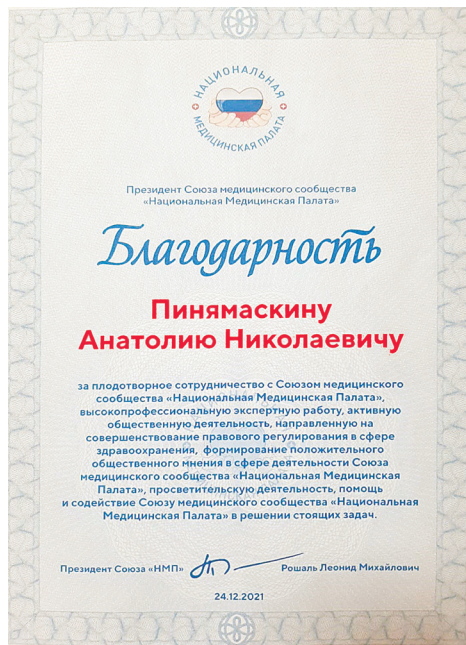 НАЦИОНАЛЬНАЯ
МЕДИЦИНСКАЯ ПАЛАТА
Президент Союза медицинского сообщества
«Национальная Медицинская Палата»
Благодарность
Пинямаскину
Анатолию Николаевичу
за плодотворное сотрудничество с Союзом медицинского
сообщества «Национальная Медицинская Палата»,
высокопрофессиональную экспертную работу, активную
общественную деятельность, направленную на
совершенствование правового регулирования в сфере
здравоохранения, формирование положительного
общественного мнения в сфере деятельности Союза
медицинского сообщества «Национальная Медицинская
Палата», просветительскую деятельность, помощь
и содействие Союзу медицинского сообщества «Национальная
Медицинская Палата» в решении стоящих задач.
Президент Союза «НМП» Рошаль Леонид Михайлович
24.12.2021